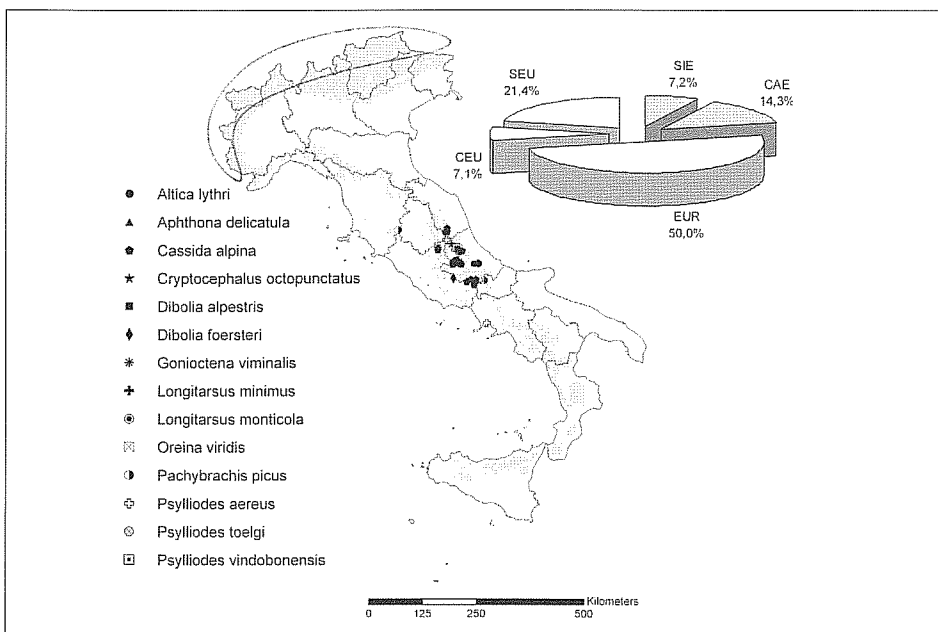 SEU
21,4%
SIE
7,2%
CAE
14,3%
CEU
7,1%
EUR
50,0%
Altica lythri
Aphthona delicatula
Cassida alpina
Cryptocephalus octopunctatus
Dibolia alpestris
Dibolia foersteri
Gonioctena viminalis
Longitarsus minimus
Longitarsus monticola
Oreina viridis
Pachybrachis picus
Psylliodes aereus
Psylliodes toelgi
Psylliodes vindobonensis
Kilometers
0 125 250 500